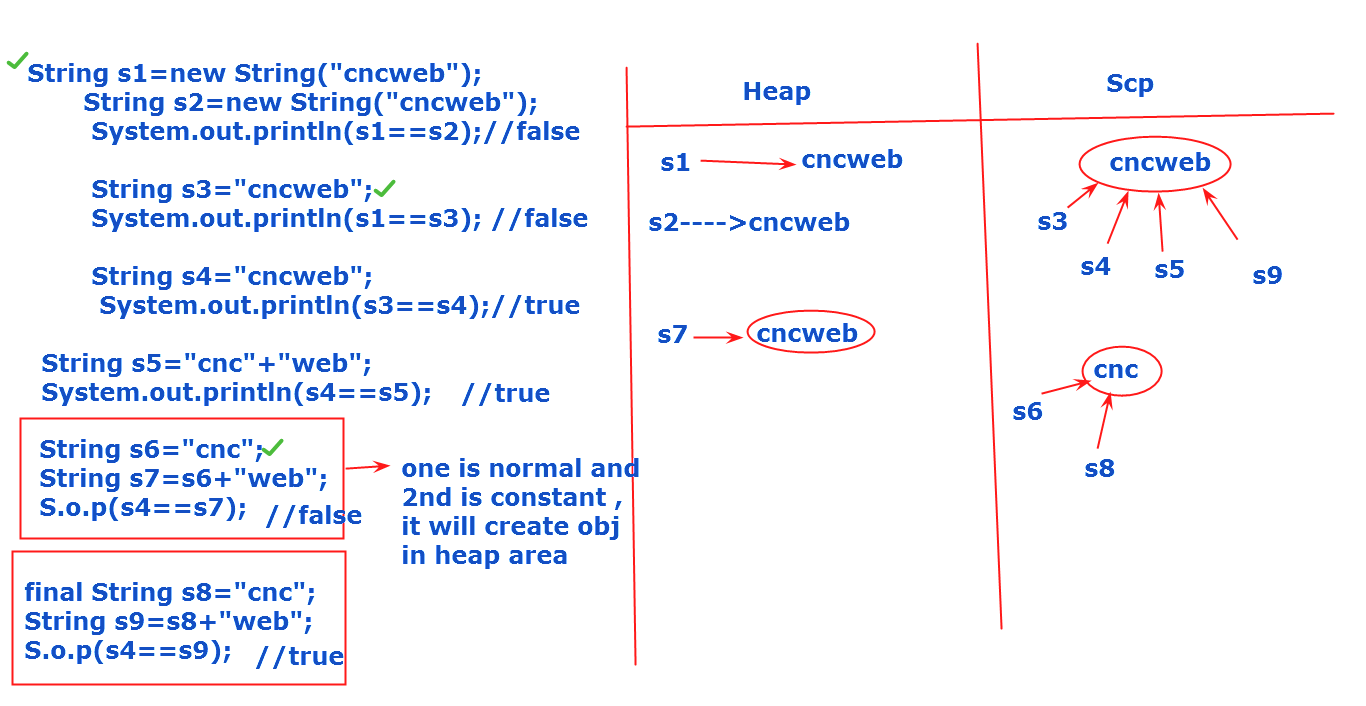 String s1=new String("cncweb");
String s2=new String("cncweb");
System.out.println(s1==s2);//false
String s3="cncweb";
System.out.println(s1==s3); //false
String s4="cncweb";
System.out.println(s3==s4);//true
String s5="cnc"+"web";
System.out.println(s4==s5); //true
String s6="cnc";
String s7=s6+"web";
S.o.p(s4==s7); //false
one is normal and
2nd is constant ,
it will create obj
in heap area
final String s8="cnc";
String s9=s8+"web";
S.o.p(s4==s9); //true
Heap
s1 cncweb
s2---->cncweb
s7 cncweb
Scp
cncweb
s3
s4 s5 s9
cnc
s6
s8